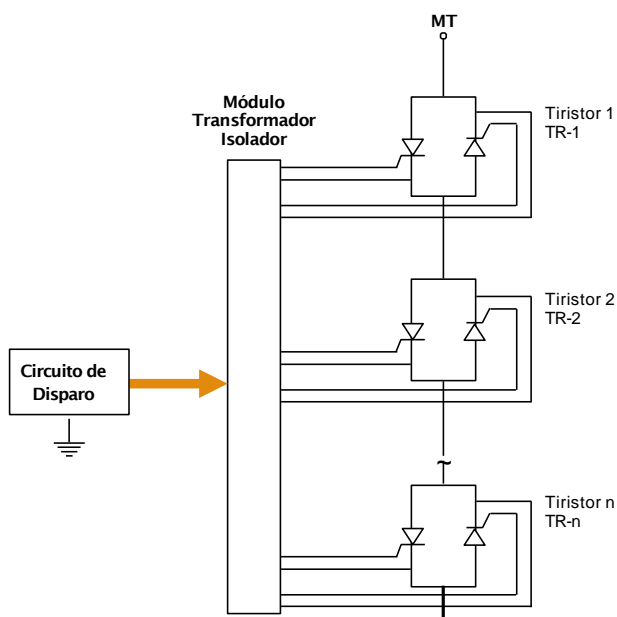 MT
Módulo
Transformador
Isolador
Tiristor 1
TR-1
Tiristor 2
TR-2
Circuito de
Disparo
~
Tiristor n
TR-n